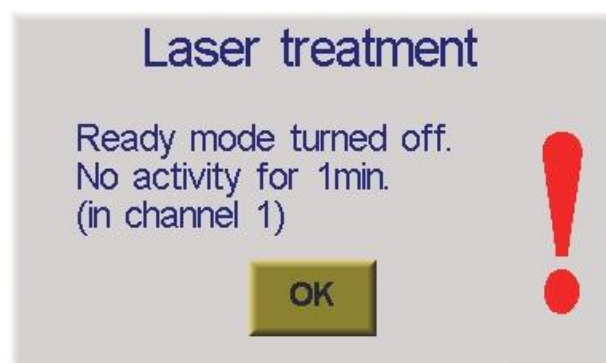 Laser treatment
Ready mode turned off.
No activity for 1min.
(in channel 1)
OK